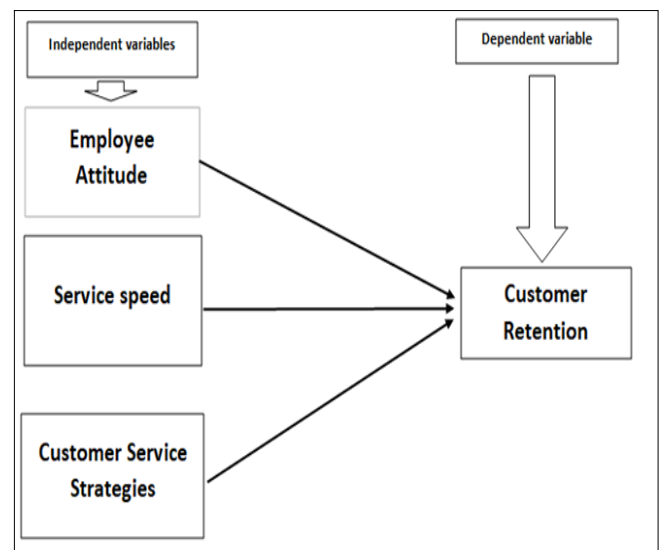 Independent variables
Dependent variable
Employee
Attitude
Service speed
Customer
Retention
Customer Service
Strategies